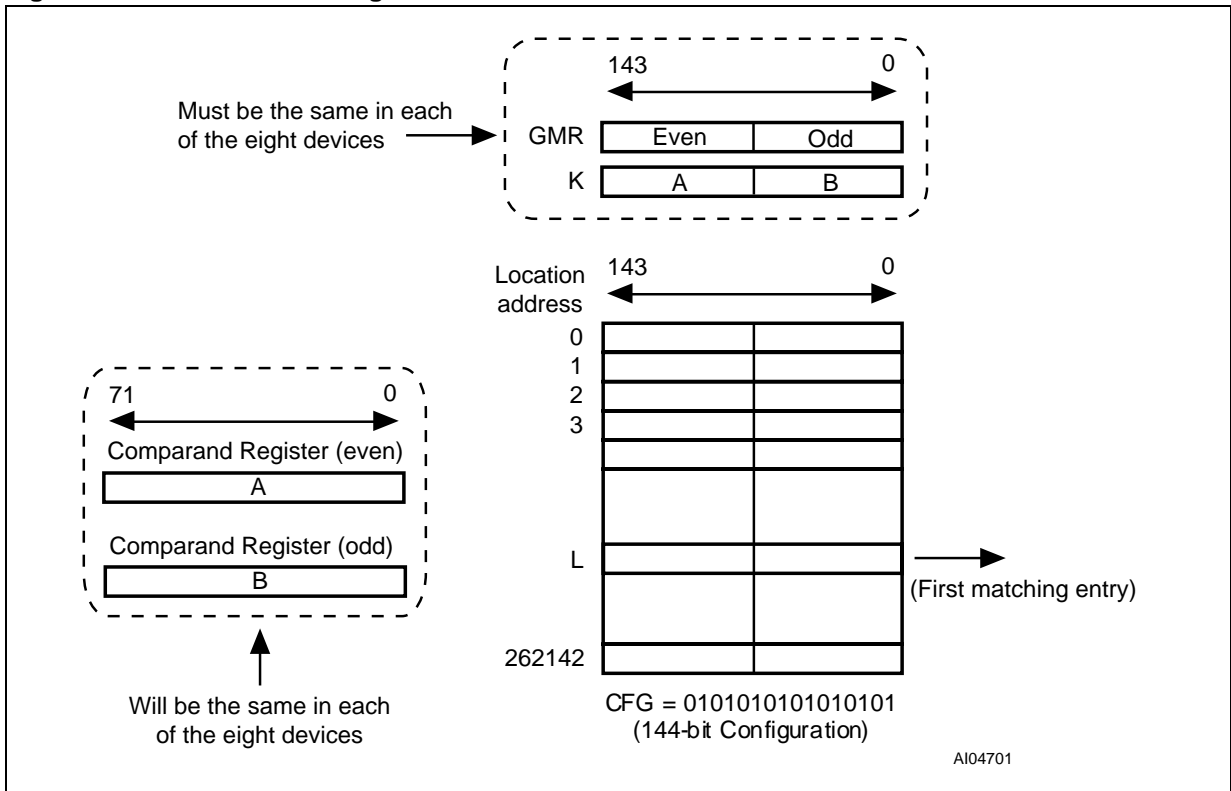 143 0
Must be the same in each
of the eight devices
GMR Even Odd
K A B
Location
address
143 0
0
1
2
3
71 0
Comparand Register (even)
A
Comparand Register (odd)
B
L
(First matching entry)
262142
Will be the same in each
of the eight devices
CFG = 0101010101010101
(144-bit Configuration)
AI04701